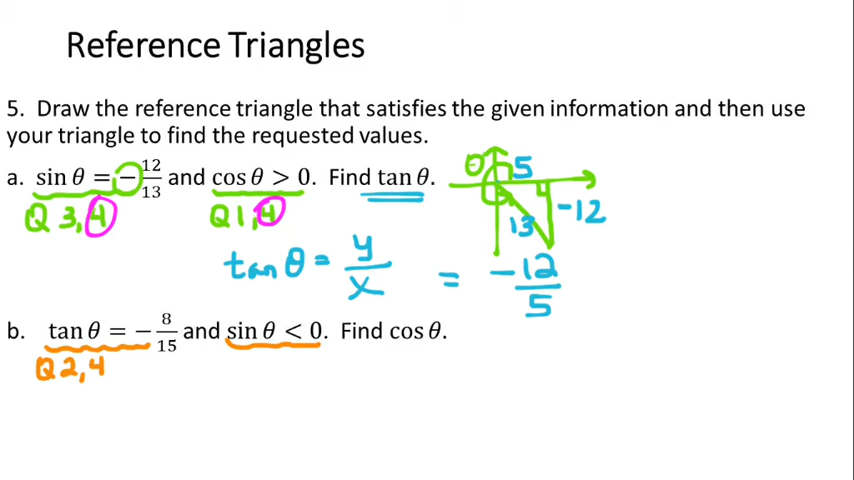 Reference Triangles
5. Draw the reference triangle that satisfies the given information and then use
your triangle to find the requested values.
a. sin θ = −12/13 and cos θ > 0. Find tan θ.
Q 3, 4 Q 1, 4
θ 5
13 -12
tan θ = y/x = -12/5
b. tan θ = −8/15 and sin θ < 0. Find cos θ.
Q 2, 4